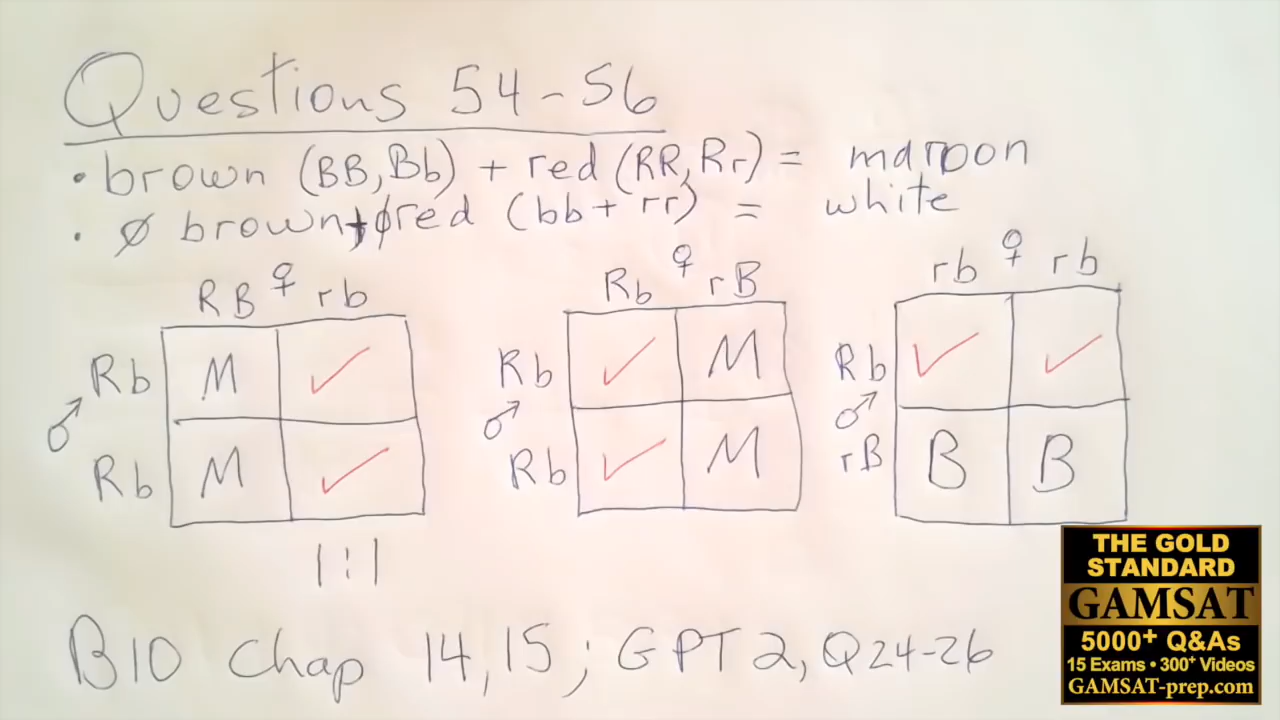 Questions 54-56
• brown (BB, Bb) + red (RR, Rr) = maroon
• ∅ brown + ∅ red (bb + rr) = white
RB ♀ rb
Rb M ✓
♂
Rb M ✓
1:1
Rb ♀ rB
Rb ✓ M
♂
Rb ✓ M
rb ♀ rb
Rb ✓ ✓
♂
rB B B
BIO Chap 14, 15; GPT 2, Q24-26
THE GOLD
STANDARD
GAMSAT
5000+ Q&As
15 Exams • 300+ Videos
GAMSAT-prep.com